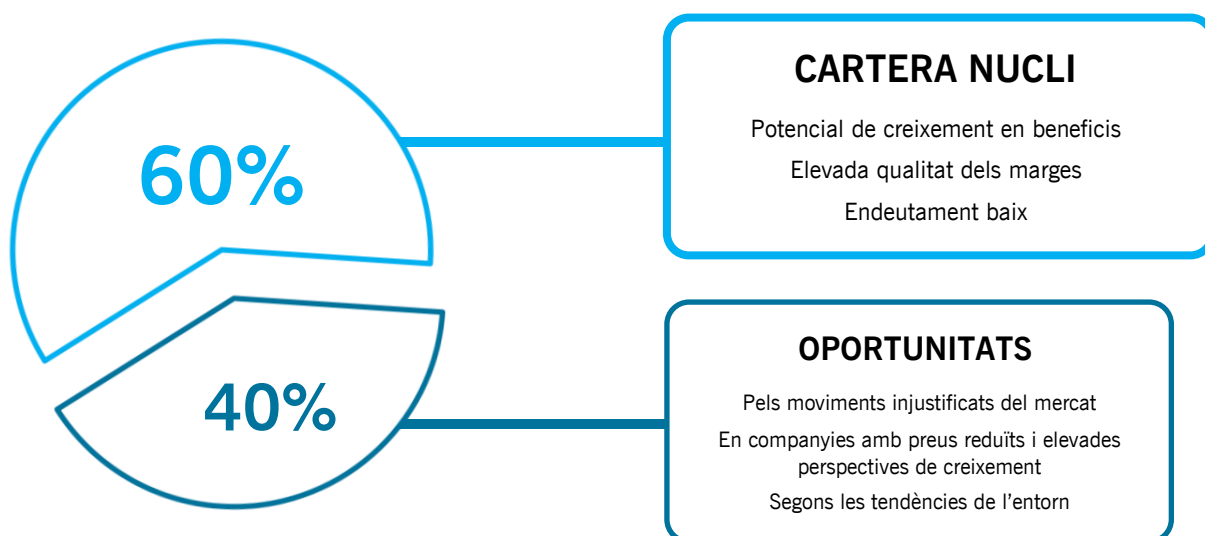 60%
CARTERA NUCLI
Potencial de creixement en beneficis
Elevada qualitat dels marges
Endeutament baix
40%
OPORTUNITATS
Pels moviments injustificats del mercat
En companyies amb preus reduïts i elevades
perspectives de creixement
Segons les tendències de l’entorn